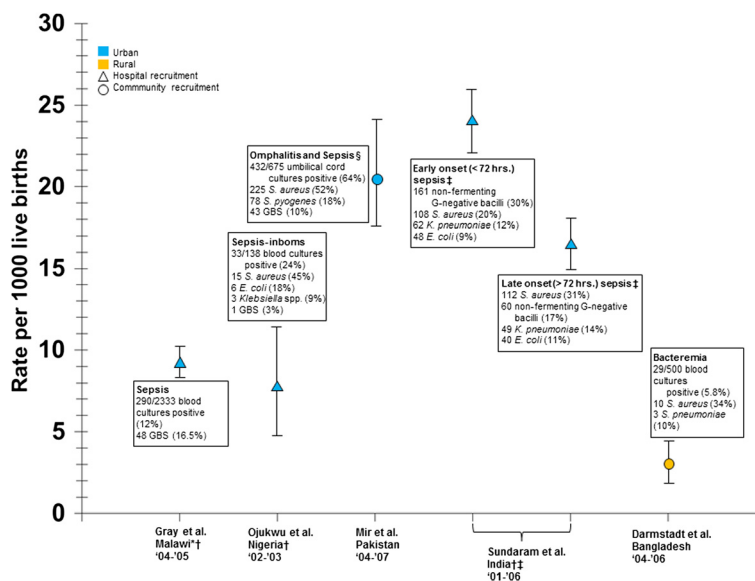 Rate per 1000 live births
30
25
20
15
10
5
0
Urban
Rural
Hospital recruitment
Commmunity recruitment
Sepsis
290/2333 blood
cultures positive
(12%)
48 GBS (16.5%)
Sepsis-inborns
33/138 blood cultures
positive (24%)
15 S. aureus (45%)
6 E. coli (18%)
3 Klebsiella spp. (9%)
1 GBS (3%)
Omphalitis and Sepsis §
432/675 umbilical cord
cultures positive (64%)
225 S. aureus (52%)
78 S. pyogenes (18%)
43 GBS (10%)
Early onset (< 72 hrs.)
sepsis ‡
161 non-fermenting
G-negative bacilli (30%)
108 S. aureus (20%)
62 K. pneumoniae (12%)
48 E. coli (9%)
Late onset (> 72 hrs.) sepsis ‡
112 S. aureus (31%)
60 non-fermenting G-negative
bacilli (17%)
49 K. pneumoniae (14%)
40 E. coli (11%)
Bacteremia
29/500 blood
cultures
positive (5.8%)
10 S. aureus (34%)
3 S. pneumoniae
(10%)
Gray et al.
Malawi*†
‘04-’05
Ojukwu et al.
Nigeria†
‘02-’03
Mir et al.
Pakistan
‘04-’07
Sundaram et al.
India†‡
‘01-’06
Darmstadt et al.
Bangladesh
‘04-’06